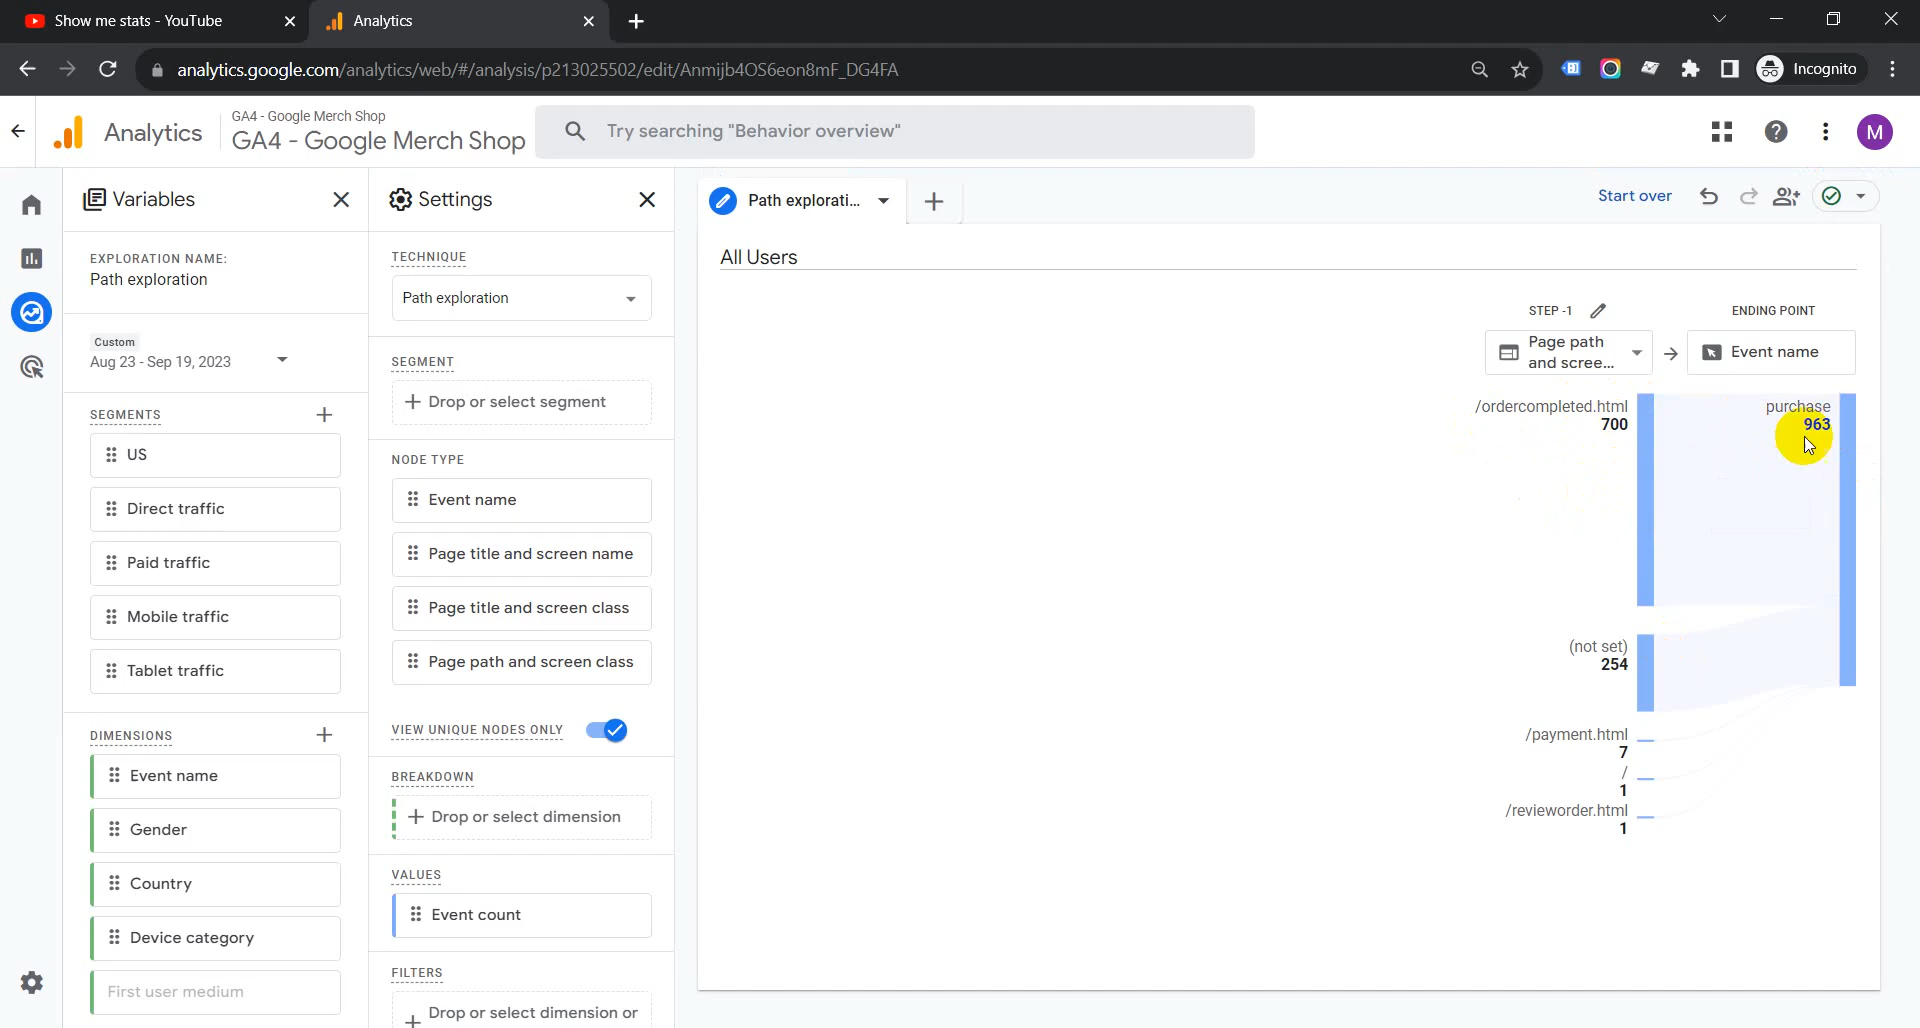 Show me stats - YouTube
Analytics
analytics.google.com/analytics/web/#/analysis/p213025502/edit/Anmijb4OS6eon8mF_DG4FA
Incognito
Analytics
GA4 - Google Merch Shop
GA4 - Google Merch Shop
Try searching "Behavior overview"
M
Variables
EXPLORATION NAME:
Path exploration
Custom
Aug 23 - Sep 19, 2023
SEGMENTS
US
Direct traffic
Paid traffic
Mobile traffic
Tablet traffic
DIMENSIONS
Event name
Gender
Country
Device category
First user medium
Settings
TECHNIQUE
Path exploration
SEGMENT
Drop or select segment
NODE TYPE
Event name
Page title and screen name
Page title and screen class
Page path and screen class
VIEW UNIQUE NODES ONLY
BREAKDOWN
Drop or select dimension
VALUES
Event count
FILTERS
Drop or select dimension or
Path explorati...
Start over
All Users
STEP -1
ENDING POINT
Page path
and scree...
Event name
/ordercompleted.html
700
purchase
963
(not set)
254
/payment.html
7
/
1
/revieworder.html
1